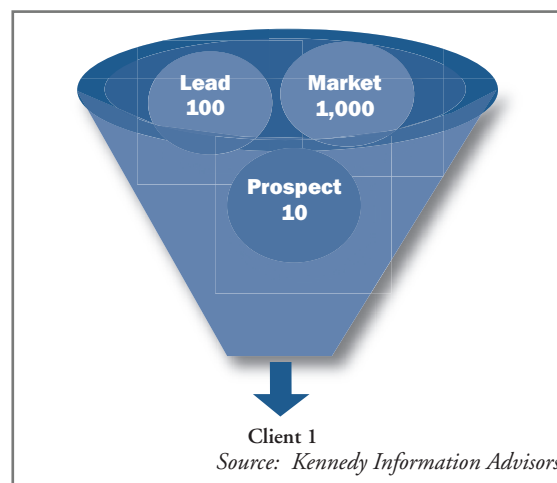 Lead
100
Market
1,000
Prospect
10
Client 1
Source: Kennedy Information Advisors